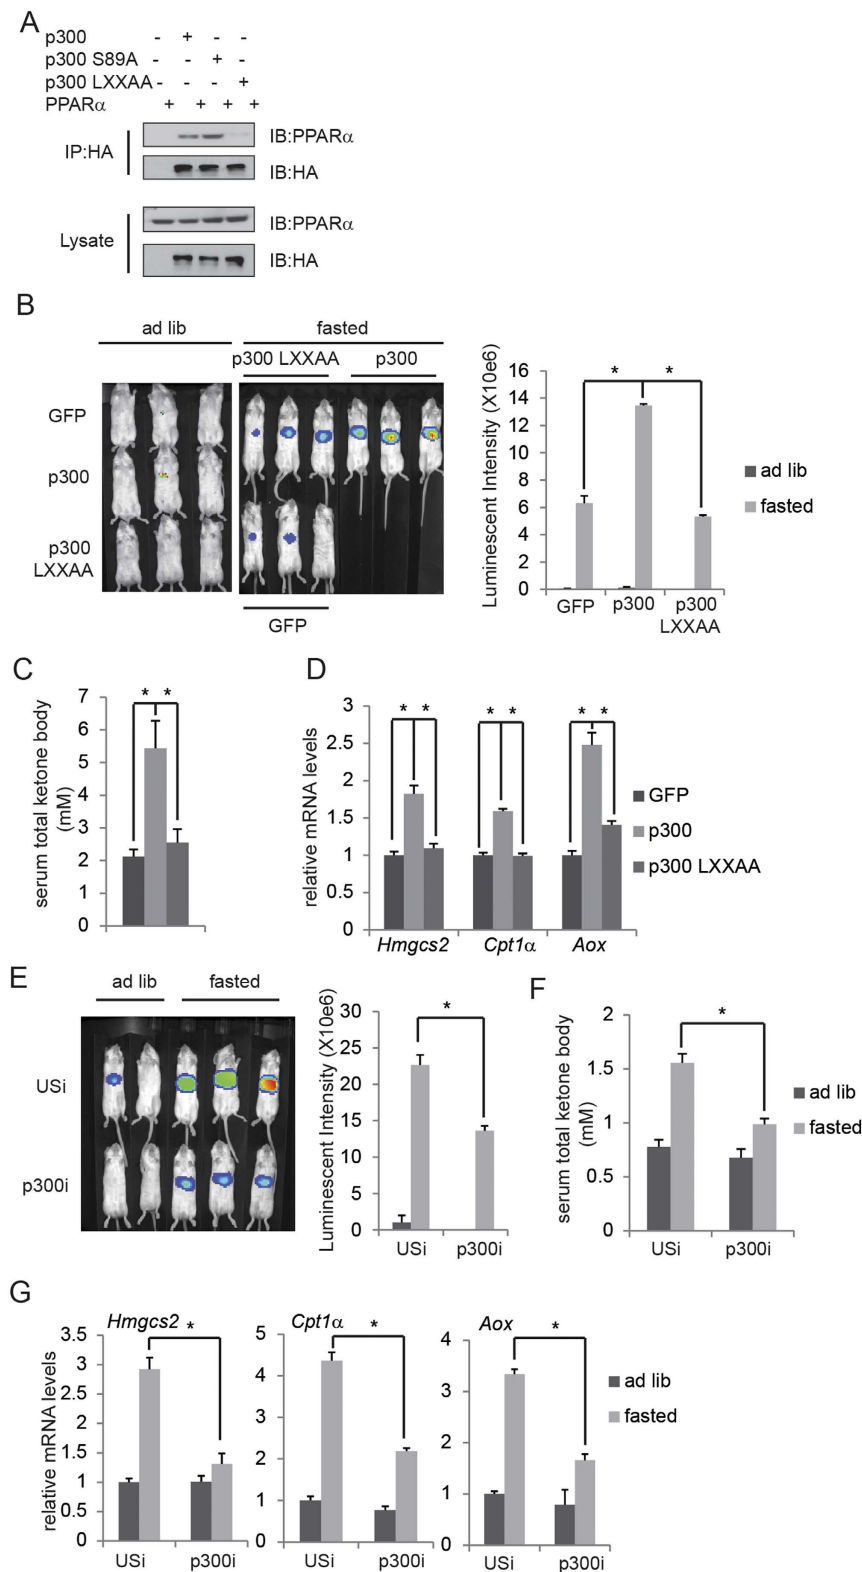 A
p300 - + - -
p300 S89A - - + -
p300 LXXAA - - - +
PPARα + + + +
IP:HA
IB:PPARα
IB:HA
Lysate
IB:PPARα
IB:HA
B
ad lib fasted
p300 LXXAA p300
GFP
p300
p300
LXXAA
GFP
Luminescent Intensity (X10e6)
16
14
12
10
8
6
4
2
0
* *
GFP p300 p300
LXXAA
ad lib
fasted
C
serum total ketone body
(mM)
7
6
5
4
3
2
1
0
* *
D
relative mRNA levels
3
2.5
2
1.5
1
0.5
0
* * * * * *
Hmgcs2 Cpt1α Aox
GFP
p300
p300 LXXAA
E
ad lib fasted
USi
p300i
Luminescent Intensity (X10e6)
30
25
20
15
10
5
0
*
USi p300i
F
serum total ketone body
(mM)
2
1.5
1
0.5
0
*
USi p300i
ad lib
fasted
G
relative mRNA levels
Hmgcs2
3.5
3
2.5
2
1.5
1
0.5
0
*
USi p300i
Cpt1α
5
4
3
2
1
0
*
USi p300i
Aox
4
3
2
1
0
*
USi p300i
ad lib
fasted